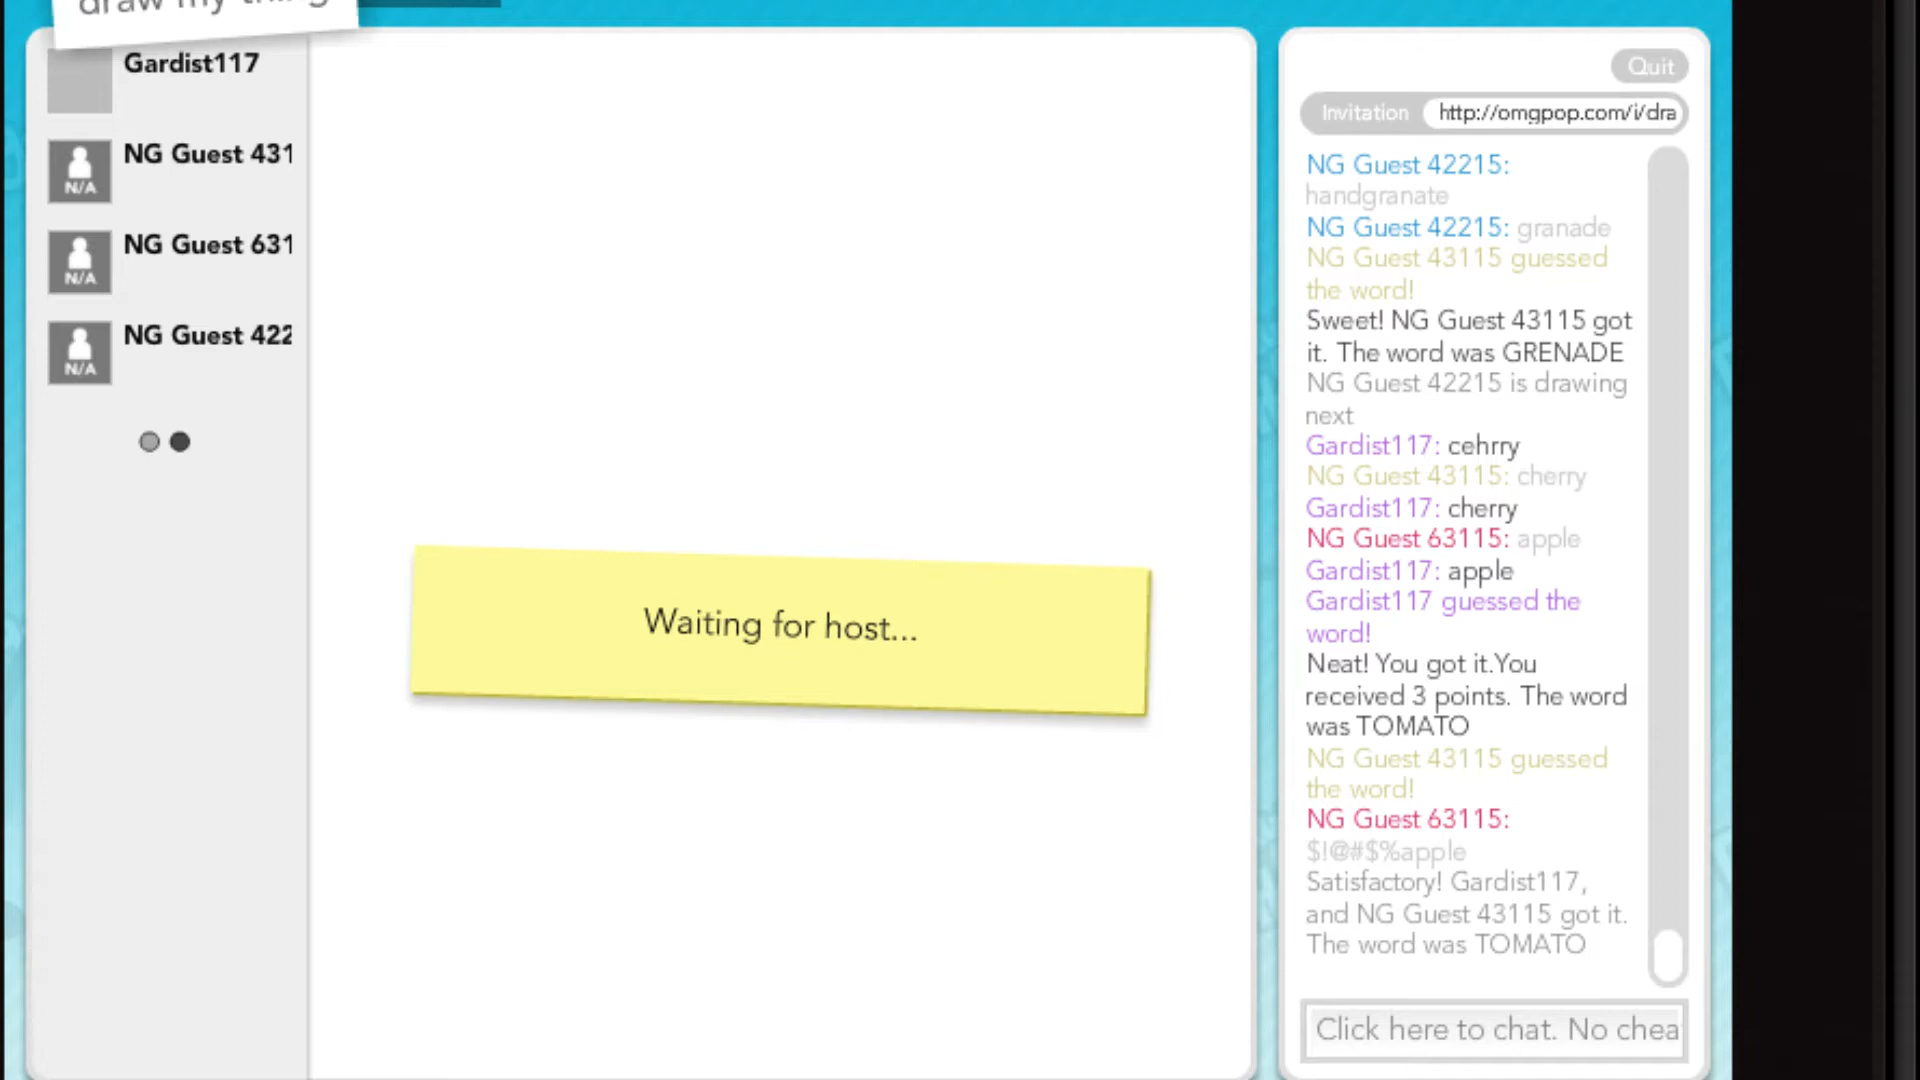 draw my thing
Gardist117
NG Guest 431
N/A
NG Guest 631
N/A
NG Guest 422
N/A
Waiting for host...
Quit
Invitation http://omgpop.com/i/dra
NG Guest 42215:
handgranate
NG Guest 42215: granade
NG Guest 43115 guessed
the word!
Sweet! NG Guest 43115 got
it. The word was GRENADE
NG Guest 42215 is drawing
next
Gardist117: cehrry
NG Guest 43115: cherry
Gardist117: cherry
NG Guest 63115: apple
Gardist117: apple
Gardist117 guessed the
word!
Neat! You got it.You
received 3 points. The word
was TOMATO
NG Guest 43115 guessed
the word!
NG Guest 63115:
$!@#$%apple
Satisfactory! Gardist117,
and NG Guest 43115 got it.
The word was TOMATO
Click here to chat. No chea